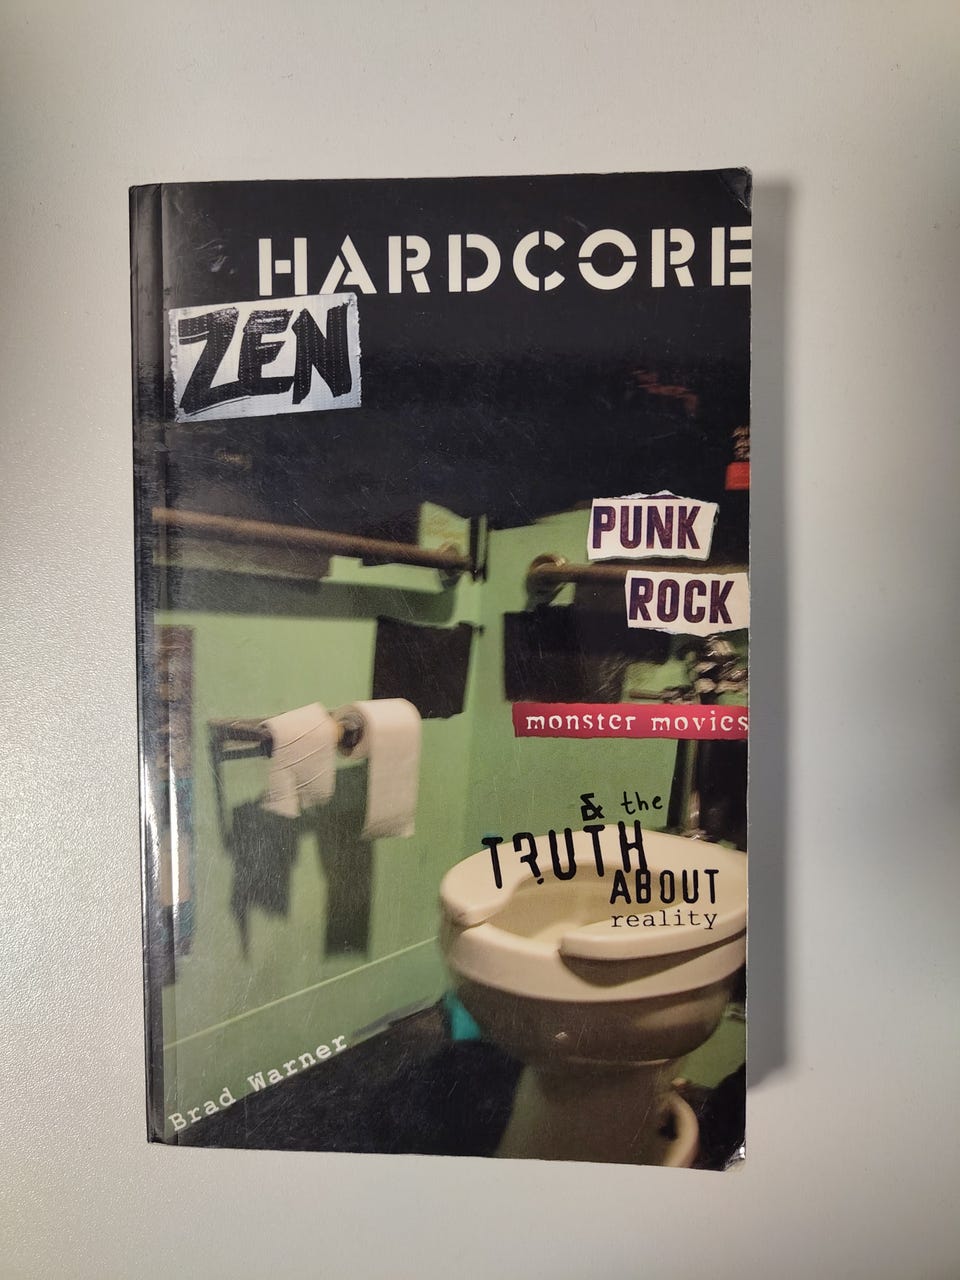 HARDCORE
ZEN
PUNK
ROCK
monster movies
& the
TRUTH
ABOUT
reality
Brad Warner